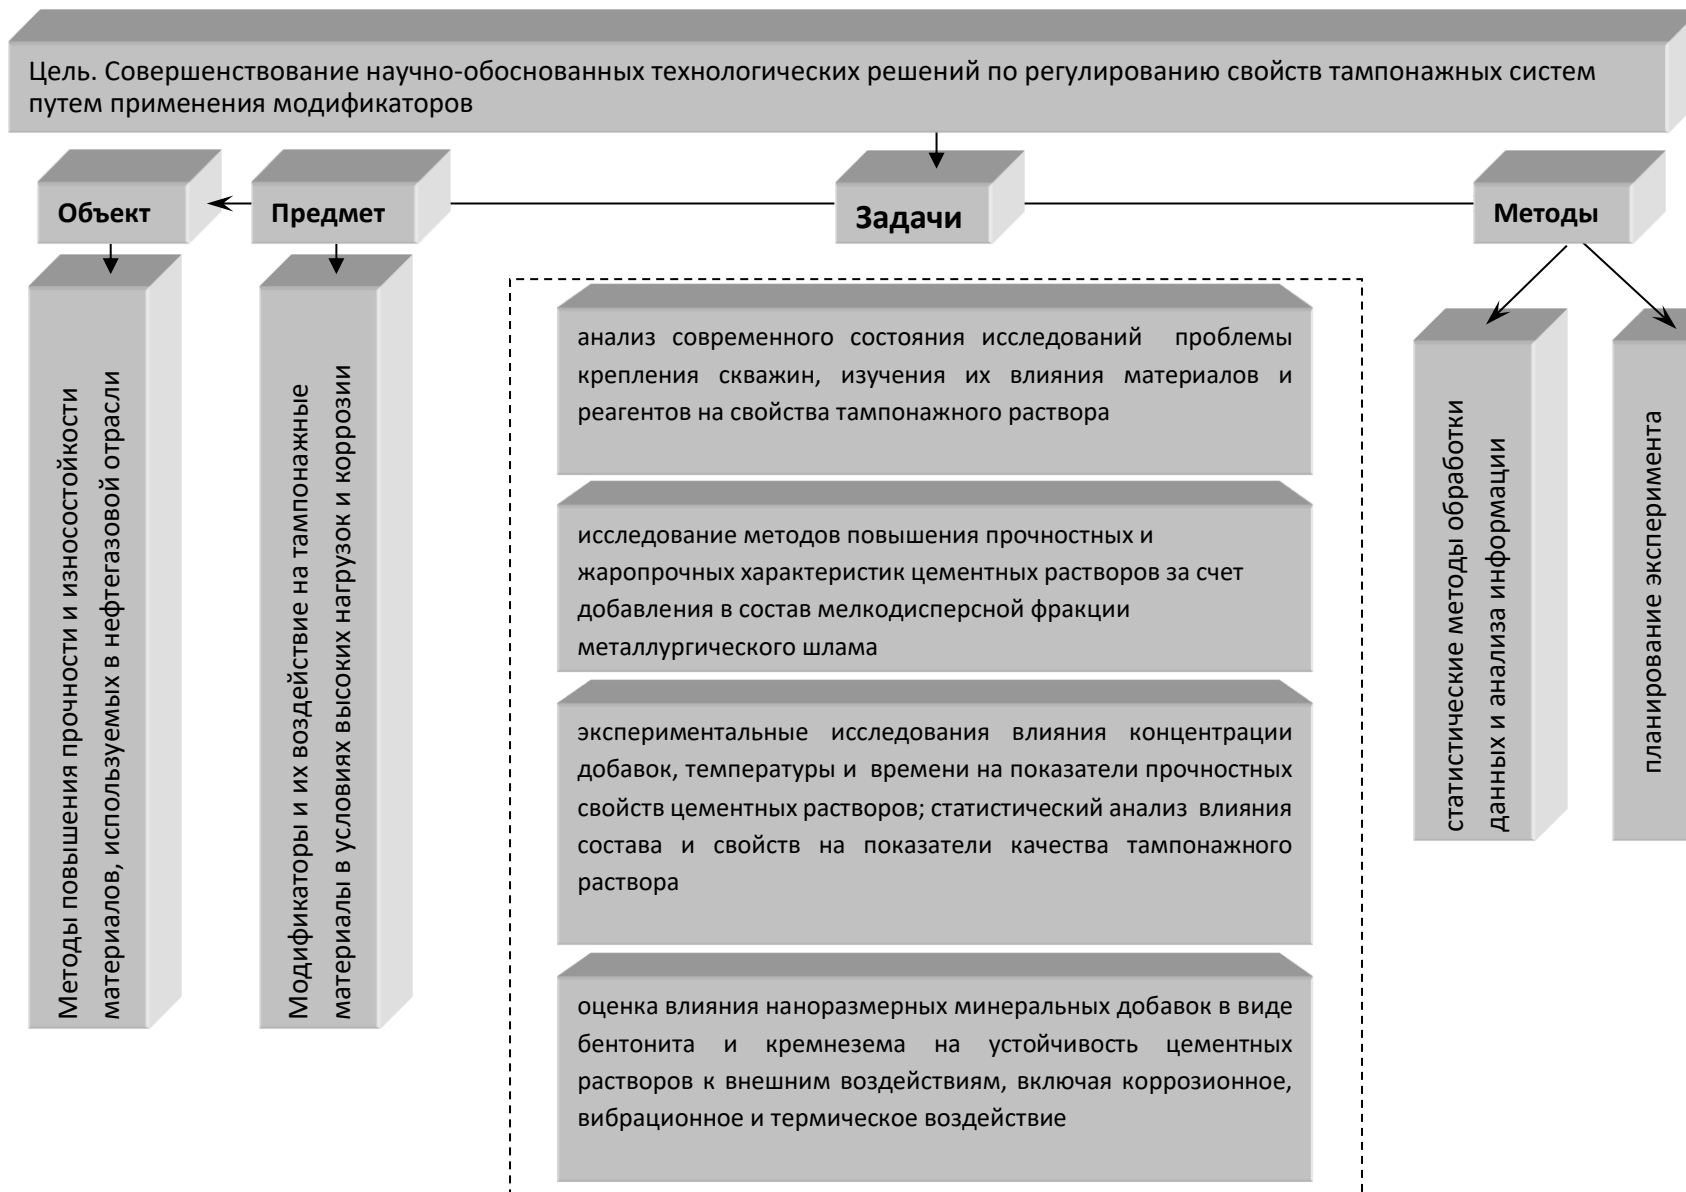 Цель. Совершенствование научно-обоснованных технологических решений по регулированию свойств тампонажных систем
путем применения модификаторов
Объект
Предмет
Задачи
Методы
Методы повышения прочности и износостойкости
материалов, используемых в нефтегазовой отрасли
Модификаторы и их воздействие на тампонажные
материалы в условиях высоких нагрузок и коррозии
анализ современного состояния исследований проблемы
крепления скважин, изучения их влияния материалов и
реагентов на свойства тампонажного раствора
исследование методов повышения прочностных и
жаропрочных характеристик цементных растворов за счет
добавления в состав мелкодисперсной фракции
металлургического шлама
экспериментальные исследования влияния концентрации
добавок, температуры и времени на показатели прочностных
свойств цементных растворов; статистический анализ влияния
состава и свойств на показатели качества тампонажного
раствора
оценка влияния наноразмерных минеральных добавок в виде
бентонита и кремнезема на устойчивость цементных
растворов к внешним воздействиям, включая коррозионное,
вибрационное и термическое воздействие
статистические методы обработки
данных и анализа информации
планирование эксперимента